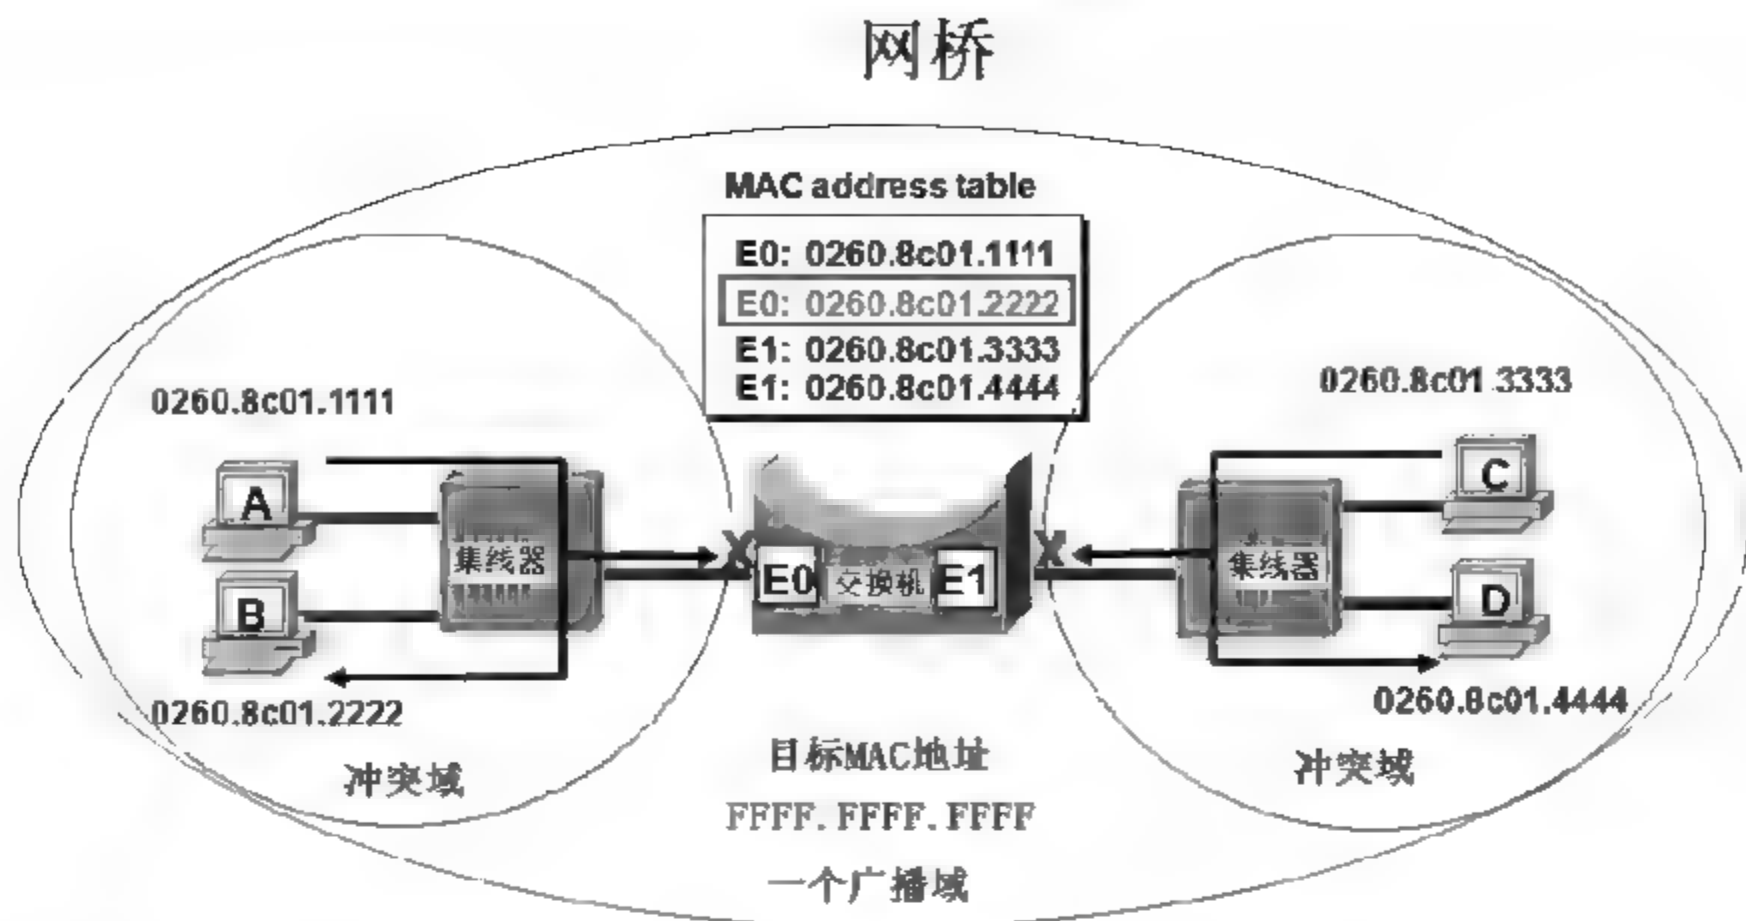 网桥
MAC address table
E0: 0260.8c01.1111
E0: 0260.8c01.2222
E1: 0260.8c01.3333
E1: 0260.8c01.4444
0260.8c01.1111
0260.8c01.3333
A
C
集线器
集线器
E0
交换机
E1
B
D
0260.8c01.2222
0260.8c01.4444
冲突域
目标MAC地址
冲突域
FFFF.FFFF.FFFF
一个广播域